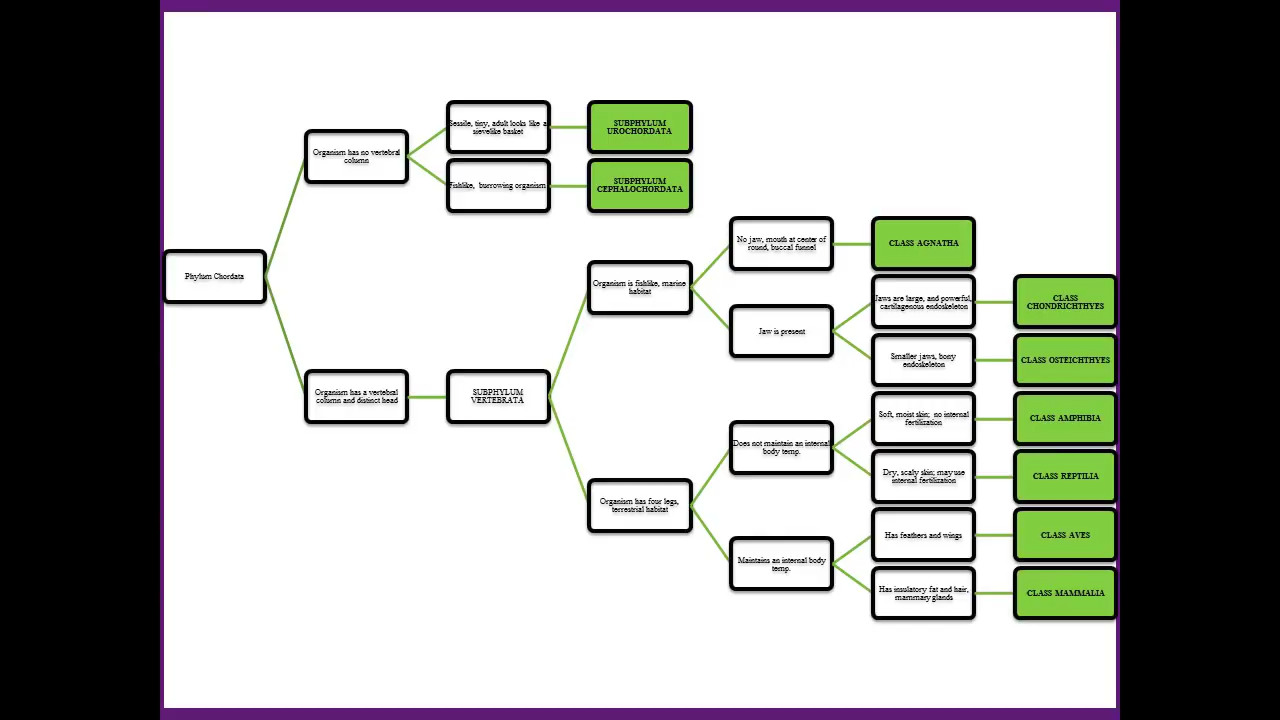 Phylum Chordata
Organism has no vertebral
column
Sessile, tiny, adult looks like a
sievelike basket
SUBPHYLUM
UROCHORDATA
Fishlike, burrowing organism
SUBPHYLUM
CEPHALOCHORDATA
Organism has a vertebral
column and distinct head
SUBPHYLUM
VERTEBRATA
Organism is fishlike, marine
habitat
No jaw, mouth at center of
round, buccal funnel
CLASS AGNATHA
Jaw is present
Jaws are large, and powerful,
cartilagenous endoskeleton
CLASS
CHONDRICHTHYES
Smaller jaws, bony
endoskeleton
CLASS OSTEICHTHYES
Organism has four legs,
terrestrial habitat
Does not maintain an internal
body temp.
Soft, moist skin; no internal
fertilization
CLASS AMPHIBIA
Dry, scaly skin; may use
internal fertilization
CLASS REPTILIA
Maintains an internal body
temp.
Has feathers and wings
CLASS AVES
Has insulatory fat and hair,
mammary glands
CLASS MAMMALIA